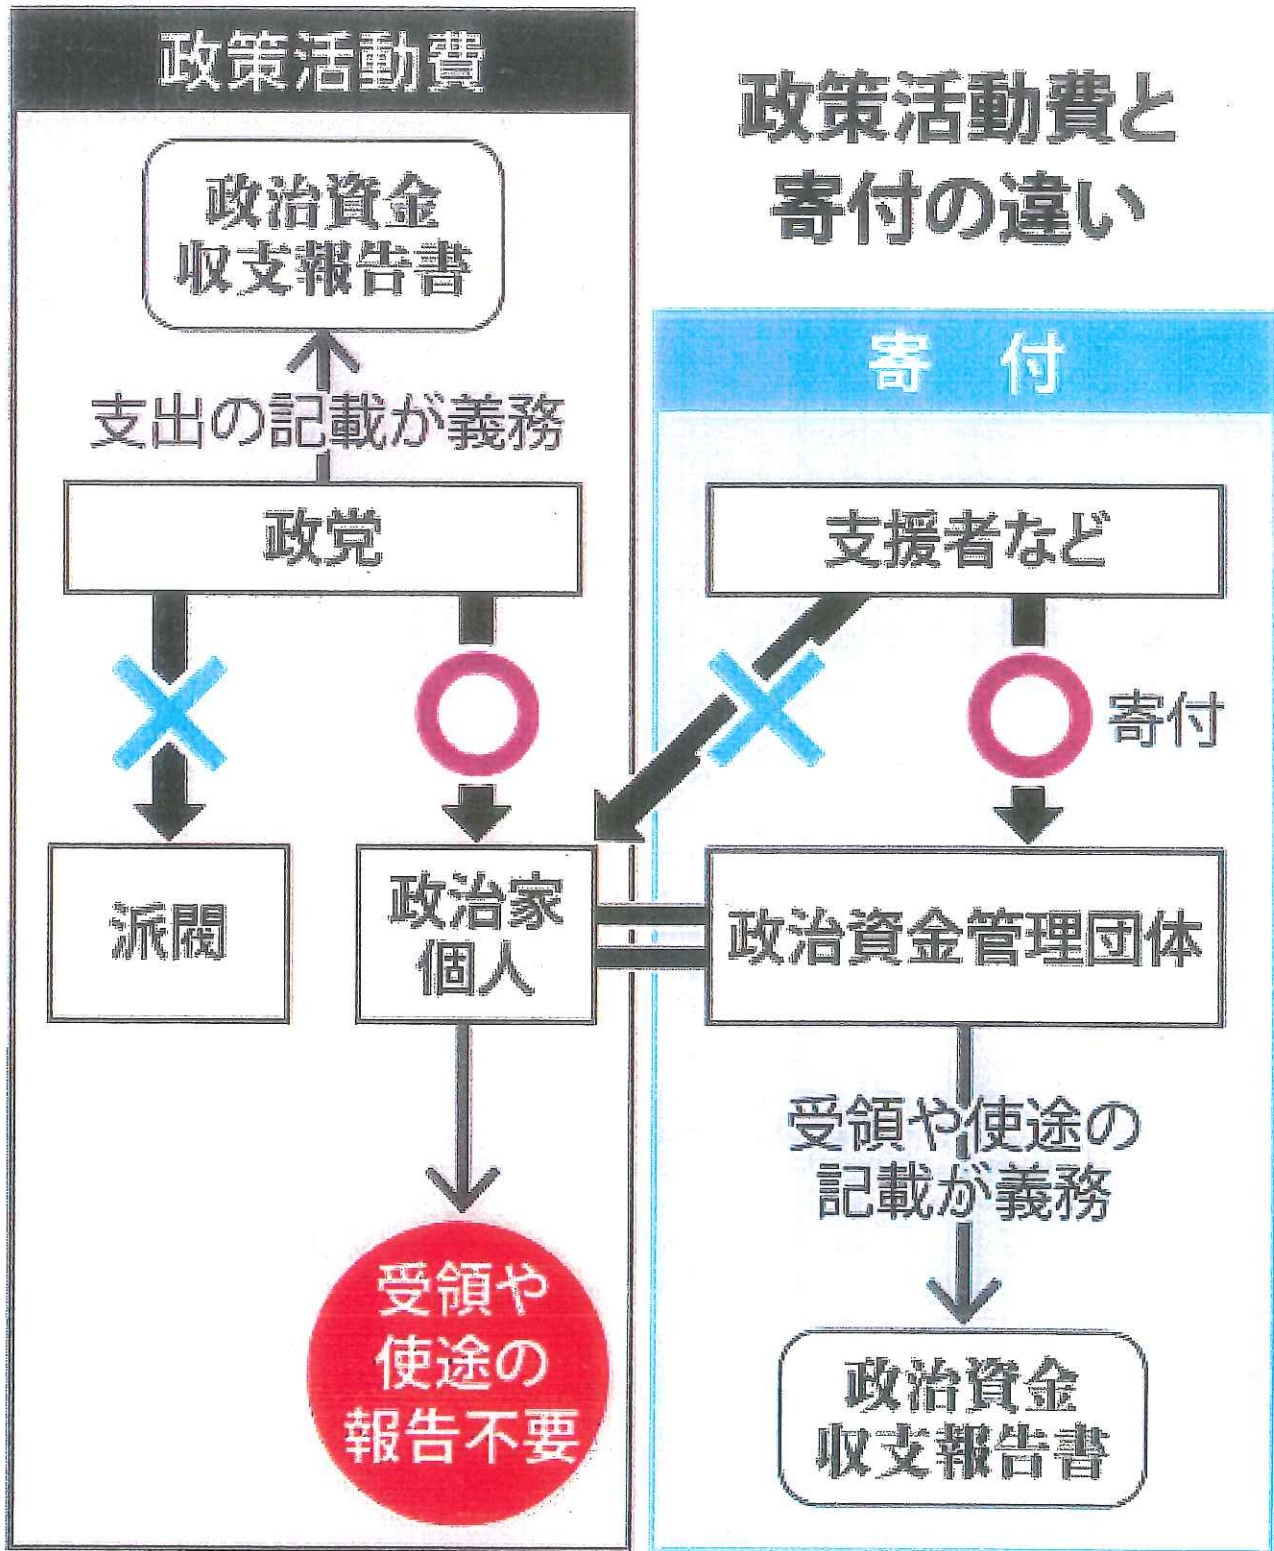 政策活動費と
寄付の違い
政策活動費
政治資金
収支報告書
支出の記載が義務
政党
派閥
政治家
個人
受領や
使途の
報告不要
寄　付
支援者など
寄付
政治資金管理団体
受領や使途の
記載が義務
政治資金
収支報告書